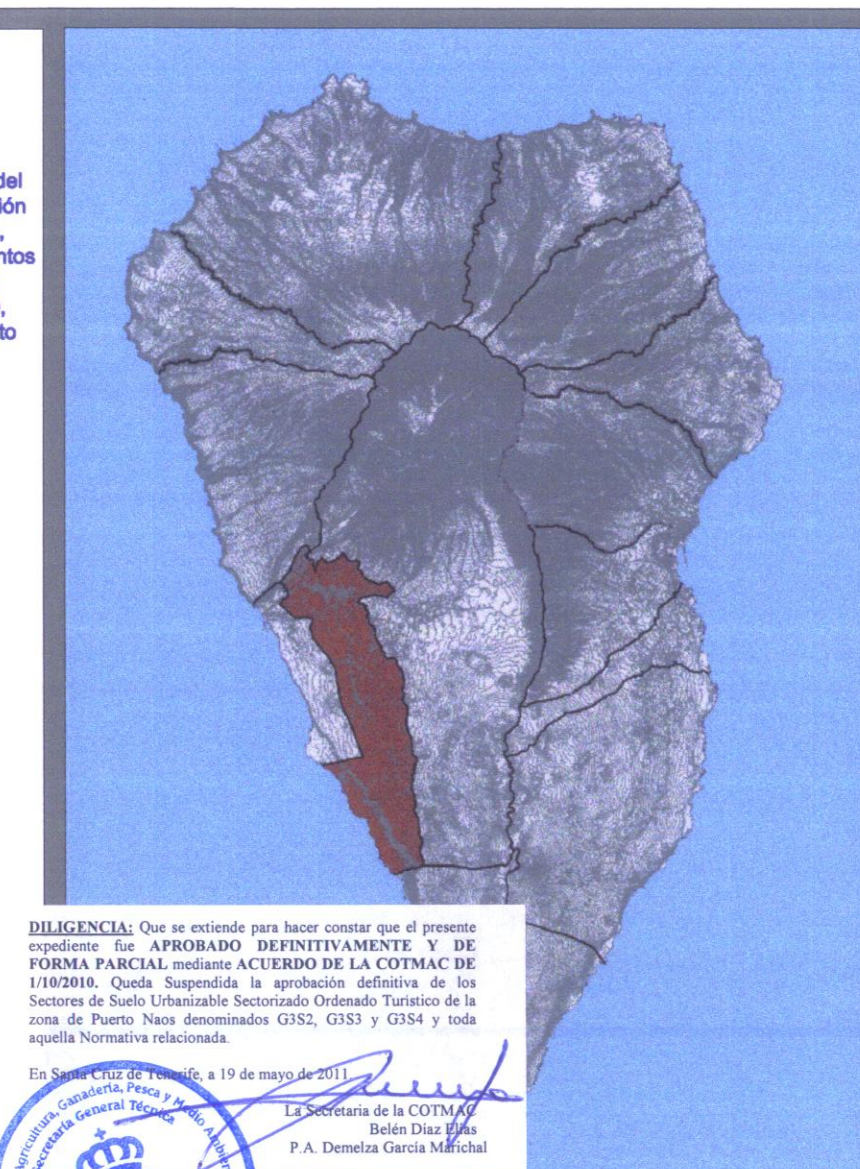 del
ión
,
ntos
,
to
DILIGENCIA: Que se extiende para hacer constar que el presente
expediente fue APROBADO DEFINITIVAMENTE Y DE
FORMA PARCIAL mediante ACUERDO DE LA COTMAC DE
1/10/2010. Queda Suspendida la aprobación definitiva de los
Sectores de Suelo Urbanizable Sectorizado Ordenado Turistico de la
zona de Puerto Naos denominados G3S2, G3S3 y G3S4 y toda
aquella Normativa relacionada.
En Santa Cruz de Tenerife, a 19 de mayo de 2011
La Secretaria de la COTMAC
Belén Díaz Elías
P.A. Demelza García Marichal
Agricultura, Ganadería, Pesca y Medio Ambien
Secretaría General Técnica